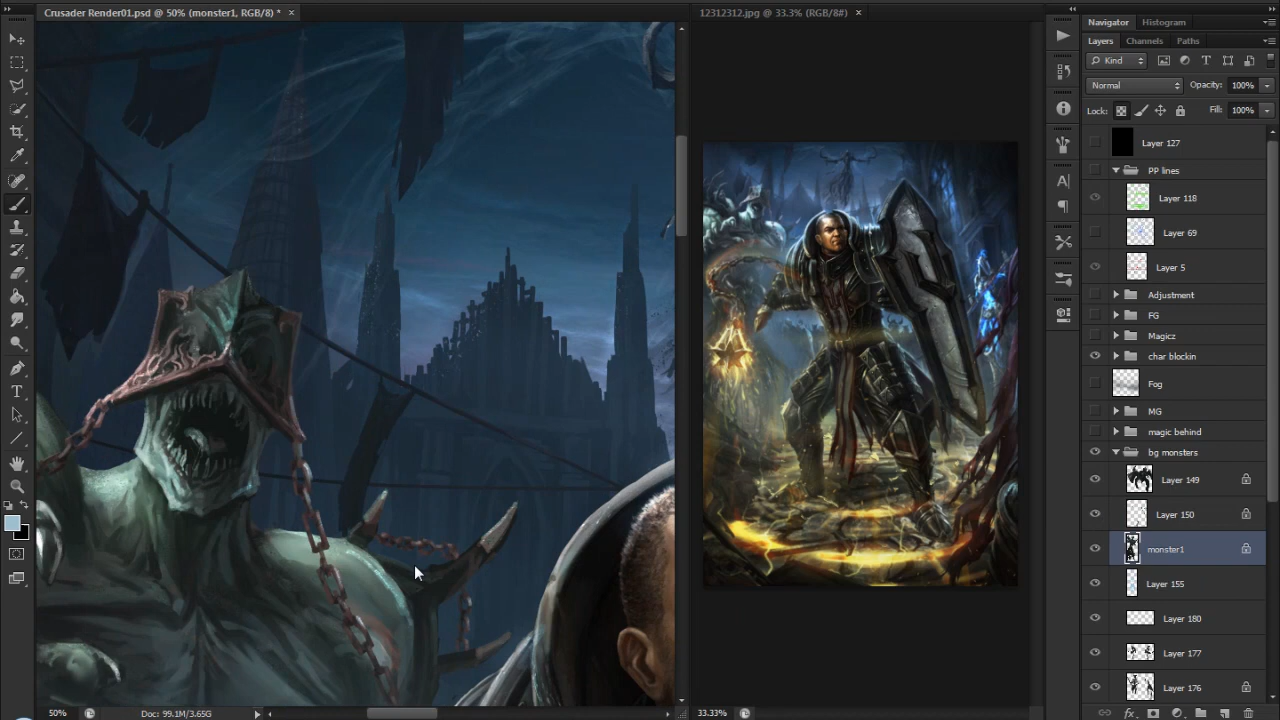 Crusader Render01.psd @ 50% (monster1, RGB/8) * ×
12312312.jpg @ 33.3% (RGB/8#) ×
Navigator Histogram
Layers Channels Paths
Kind T
Normal Opacity: 100%
Lock: Fill: 100%
Layer 127
PP lines
Layer 118
Layer 69
Layer 5
Adjustment
FG
Magicz
char blockin
Fog
MG
magic behind
bg monsters
Layer 149
Layer 150
monster1
Layer 155
Layer 180
Layer 177
Layer 176
A
T
50% Doc: 99.1M/3.65G
33.33%
fx